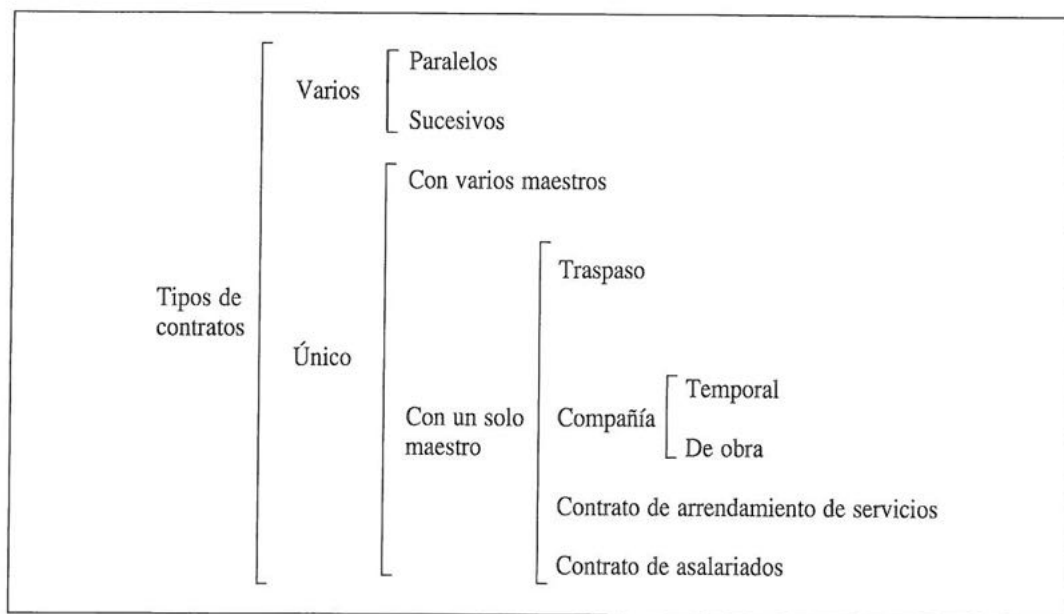 Tipos de
contratos
Varios
Paralelos
Sucesivos
Único
Con varios maestros
Con un solo
maestro
Traspaso
Compañía
Temporal
De obra
Contrato de arrendamiento de servicios
Contrato de asalariados